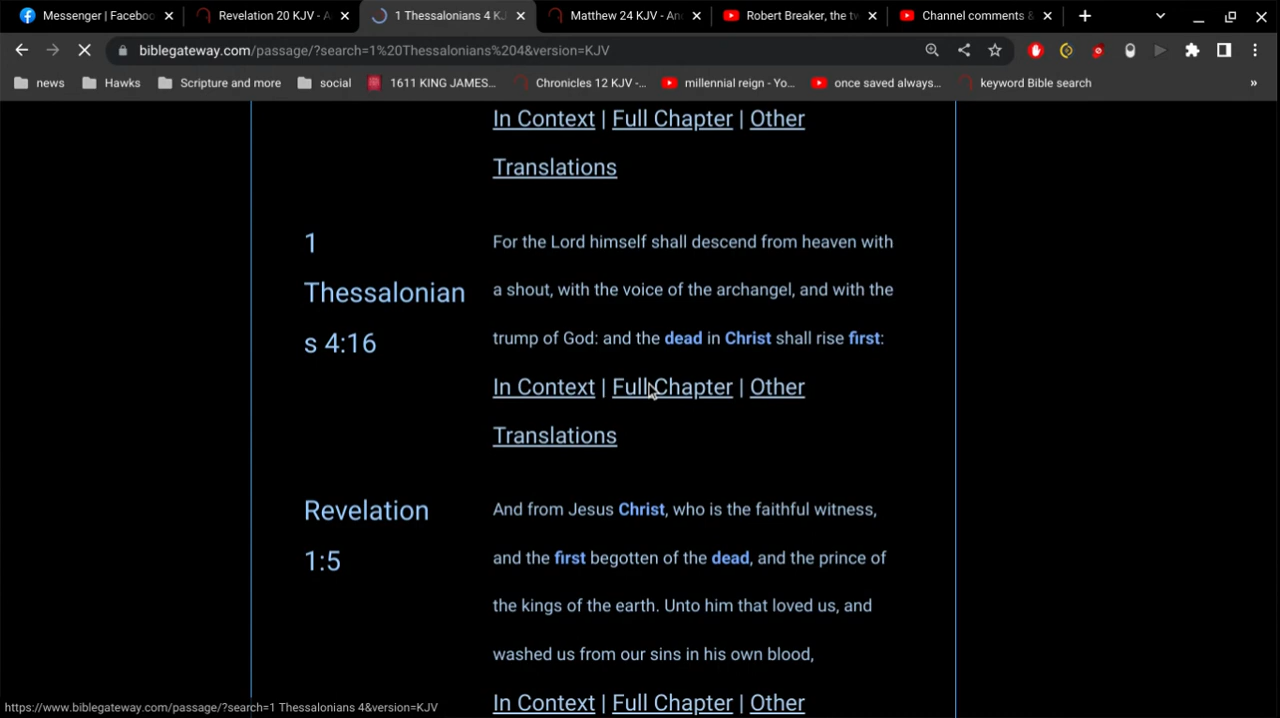 Messenger | Faceboo
Revelation 20 KJV - A
1 Thessalonians 4 KJ
Matthew 24 KJV - An
Robert Breaker, the tw
Channel comments &
biblegateway.com/passage/?search=1%20Thessalonians%204&version=KJV
news
Hawks
Scripture and more
social
1611 KING JAMES...
Chronicles 12 KJV -...
millennial reign - Yo...
once saved always...
keyword Bible search
»
In Context | Full Chapter | Other
Translations
1
Thessalonian
s 4:16
For the Lord himself shall descend from heaven with
a shout, with the voice of the archangel, and with the
trump of God: and the dead in Christ shall rise first:
In Context | Full Chapter | Other
Translations
Revelation
1:5
And from Jesus Christ, who is the faithful witness,
and the first begotten of the dead, and the prince of
the kings of the earth. Unto him that loved us, and
washed us from our sins in his own blood,
In Context | Full Chapter | Other
https://www.biblegateway.com/passage/?search=1 Thessalonians 4&version=KJV